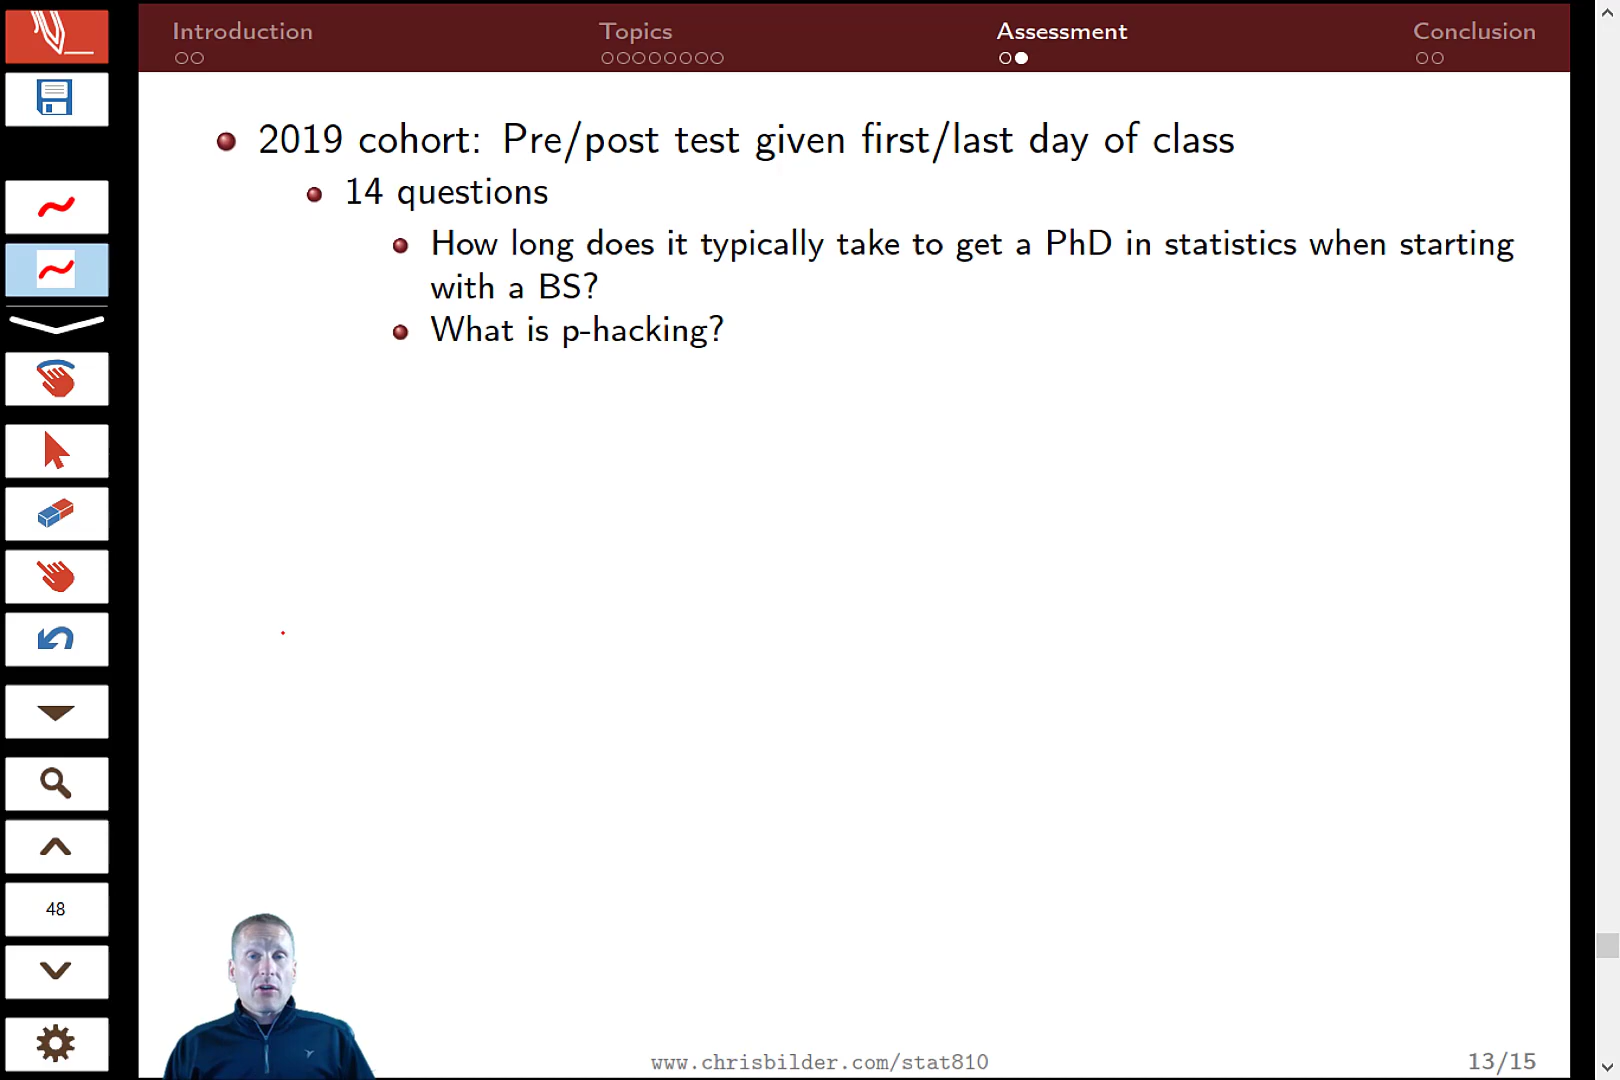 Introduction Topics Assessment Conclusion
2019 cohort: Pre/post test given first/last day of class
14 questions
How long does it typically take to get a PhD in statistics when starting
with a BS?
What is p-hacking?
48
www.chrisbilder.com/stat810 13/15